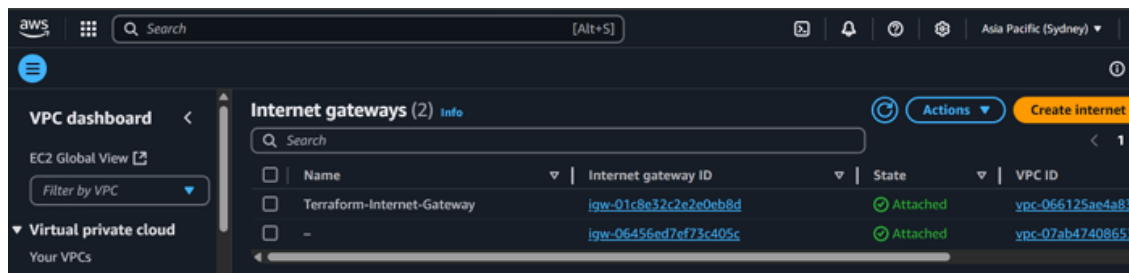 aws Search [Alt+S] Asia Pacific (Sydney)
VPC dashboard
EC2 Global View
Filter by VPC
Virtual private cloud
Your VPCs
Internet gateways (2) Info
Actions Create internet
Search
1
Name Internet gateway ID State VPC ID
Terraform-Internet-Gateway igw-01c8e32c2e2e0eb8d Attached vpc-066125ae4a83
– igw-06456ed7ef73c405c Attached vpc-07ab4740865